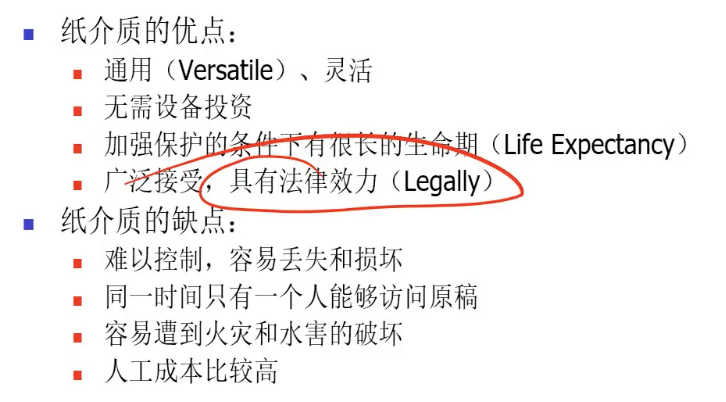 纸介质的优点：
通用（Versatile）、灵活
无需设备投资
加强保护的条件下有很长的生命期（Life Expectancy）
广泛接受，具有法律效力（Legally）
纸介质的缺点：
难以控制，容易丢失和损坏
同一时间只有一个人能够访问原稿
容易遭到火灾和水害的破坏
人工成本比较高